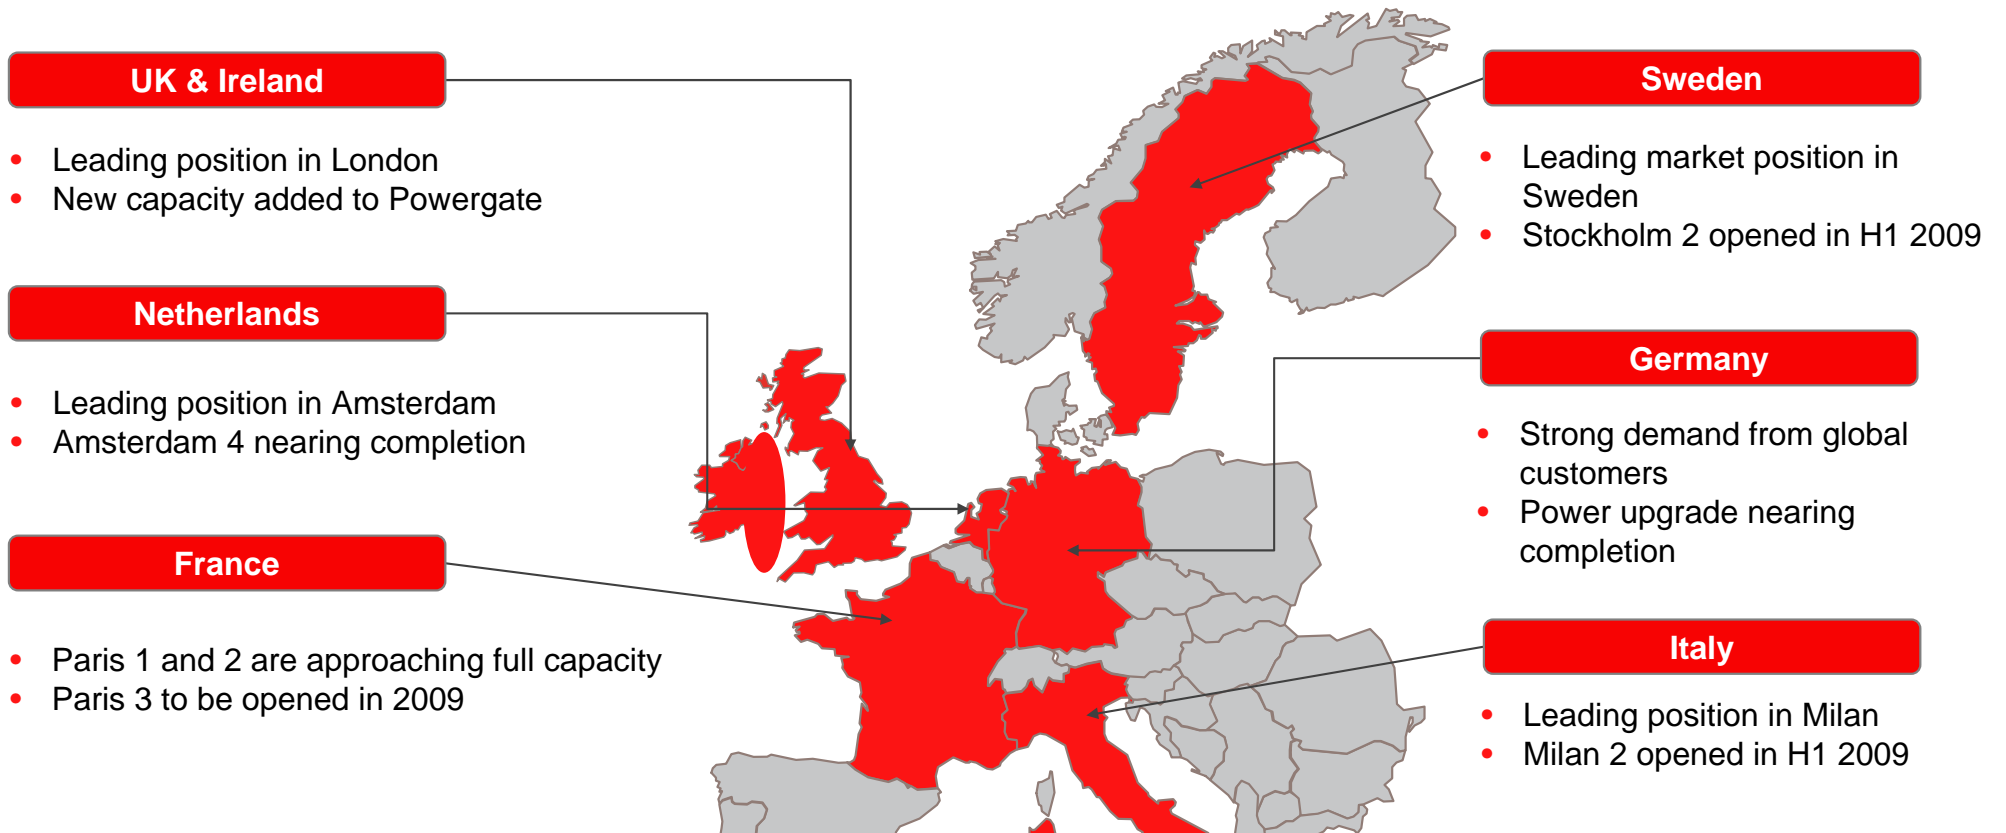 UK & Ireland
• Leading position in London
• New capacity added to Powergate
Netherlands
• Leading position in Amsterdam
• Amsterdam 4 nearing completion
France
• Paris 1 and 2 are approaching full capacity
• Paris 3 to be opened in 2009
Sweden
• Leading market position in
Sweden
• Stockholm 2 opened in H1 2009
Germany
• Strong demand from global
customers
• Power upgrade nearing
completion
Italy
• Leading position in Milan
• Milan 2 opened in H1 2009